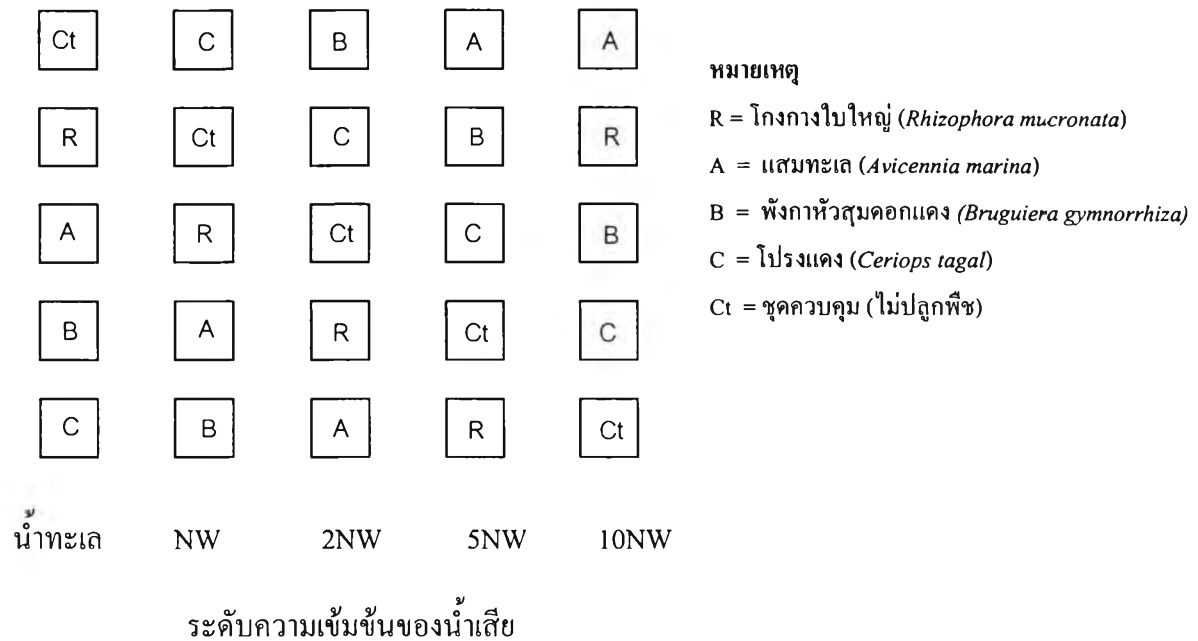 Ct C B A A
R Ct C B R
A R Ct C B
B A R Ct C
C B A R Ct
น้ำทะเล NW 2NW 5NW 10NW
ระดับความเข้มข้นของน้ำเสีย
หมายเหตุ
R = โกงกางใบใหญ่ (Rhizophora mucronata)
A = แสมทะเล (Avicennia marina)
B = พังกาหัวสุมดอกแดง (Bruguiera gymnorrhiza)
C = โปรงแดง (Ceriops tagal)
Ct = ชุดควบคุม (ไม่ปลูกพืช)